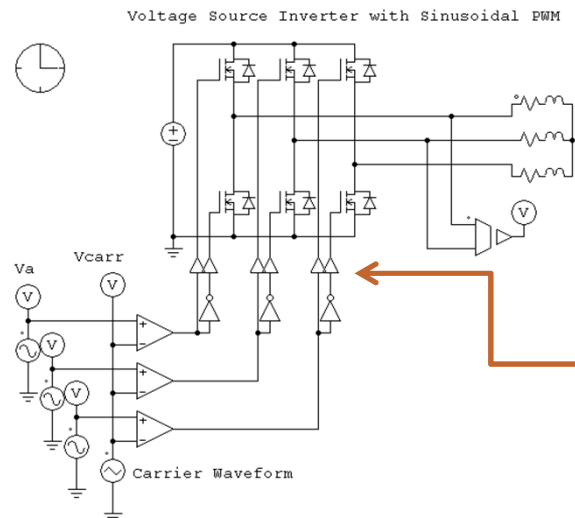 Voltage Source Inverter with Sinusoidal PWM
V
Vcarr
Va
V
V
V
V
Carrier Waveform